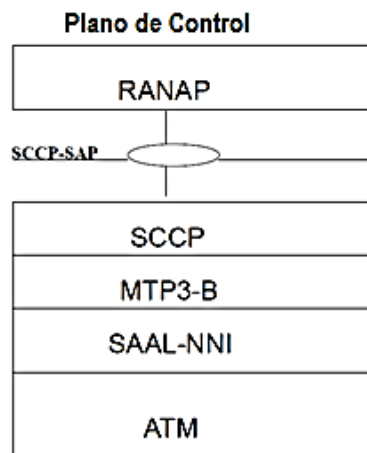 Plano de Control
RANAP
SCCP-SAP
SCCP
MTP3-B
SAAL-NNI
ATM